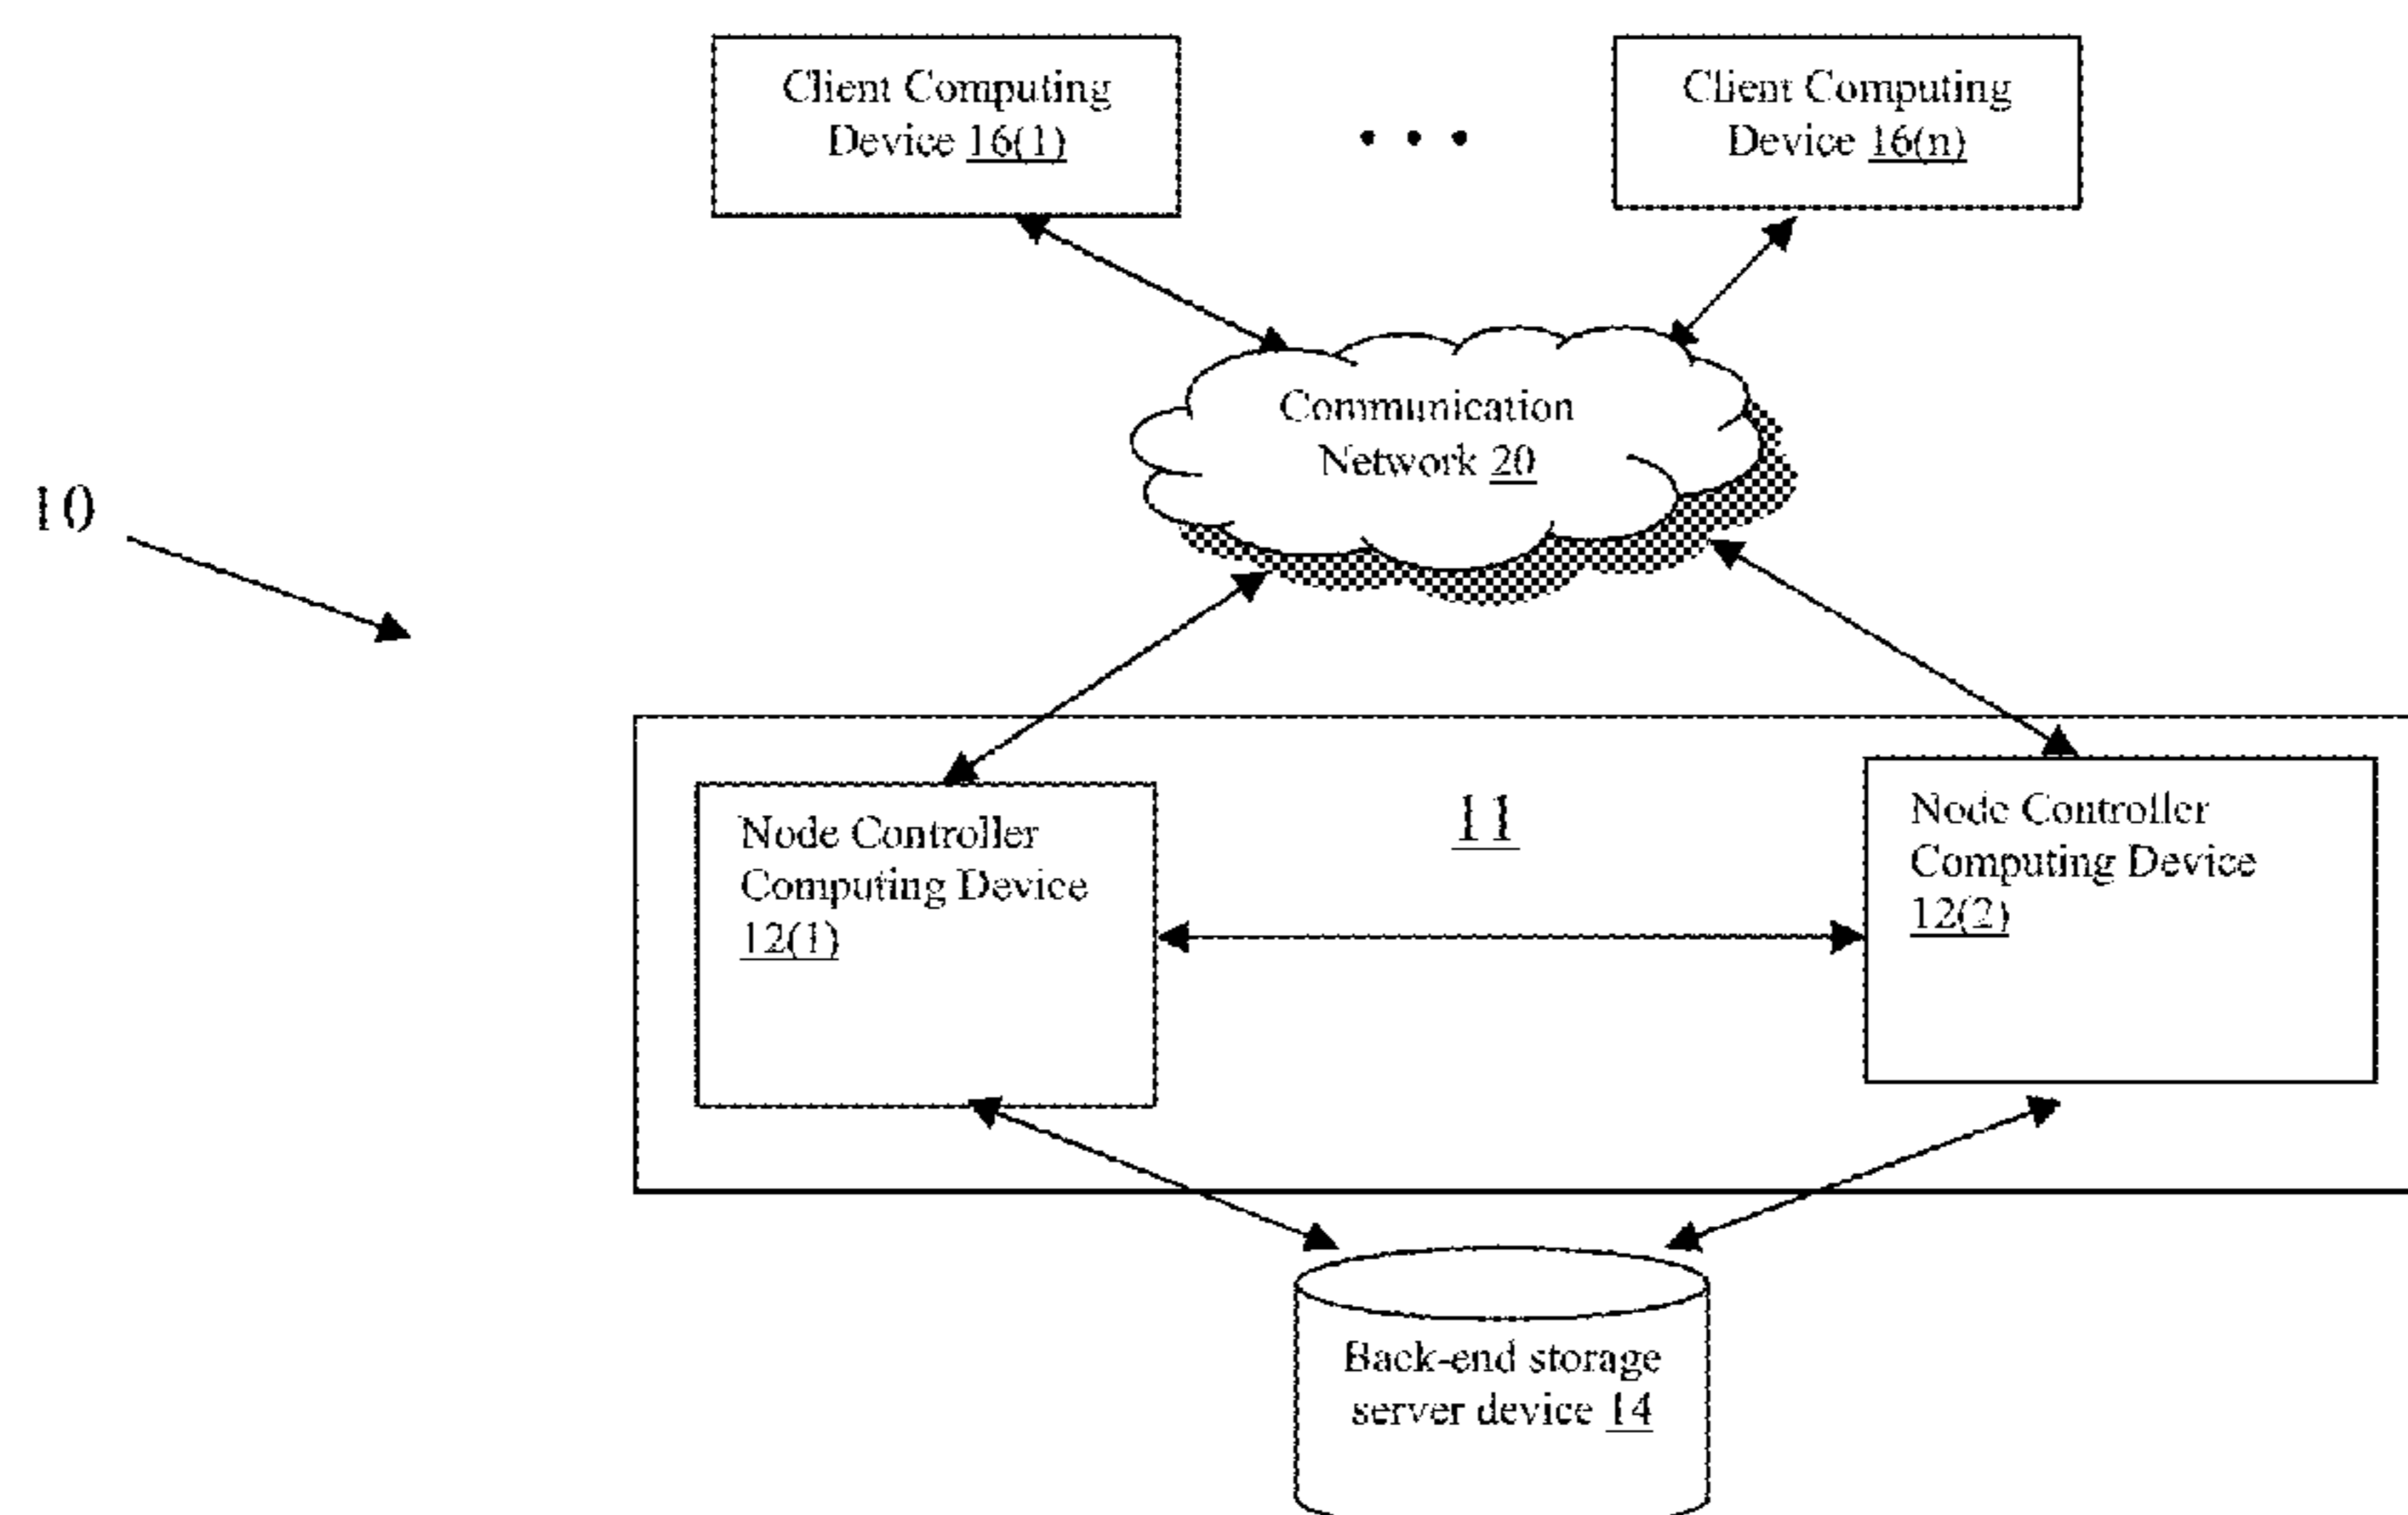 Client Computing
Device 16(1)
• • •
Client Computing
Device 16(n)
Communication
Network 20
10
11
Node Controller
Computing Device
12(1)
Node Controller
Computing Device
12(2)
Back-end storage
server device 14